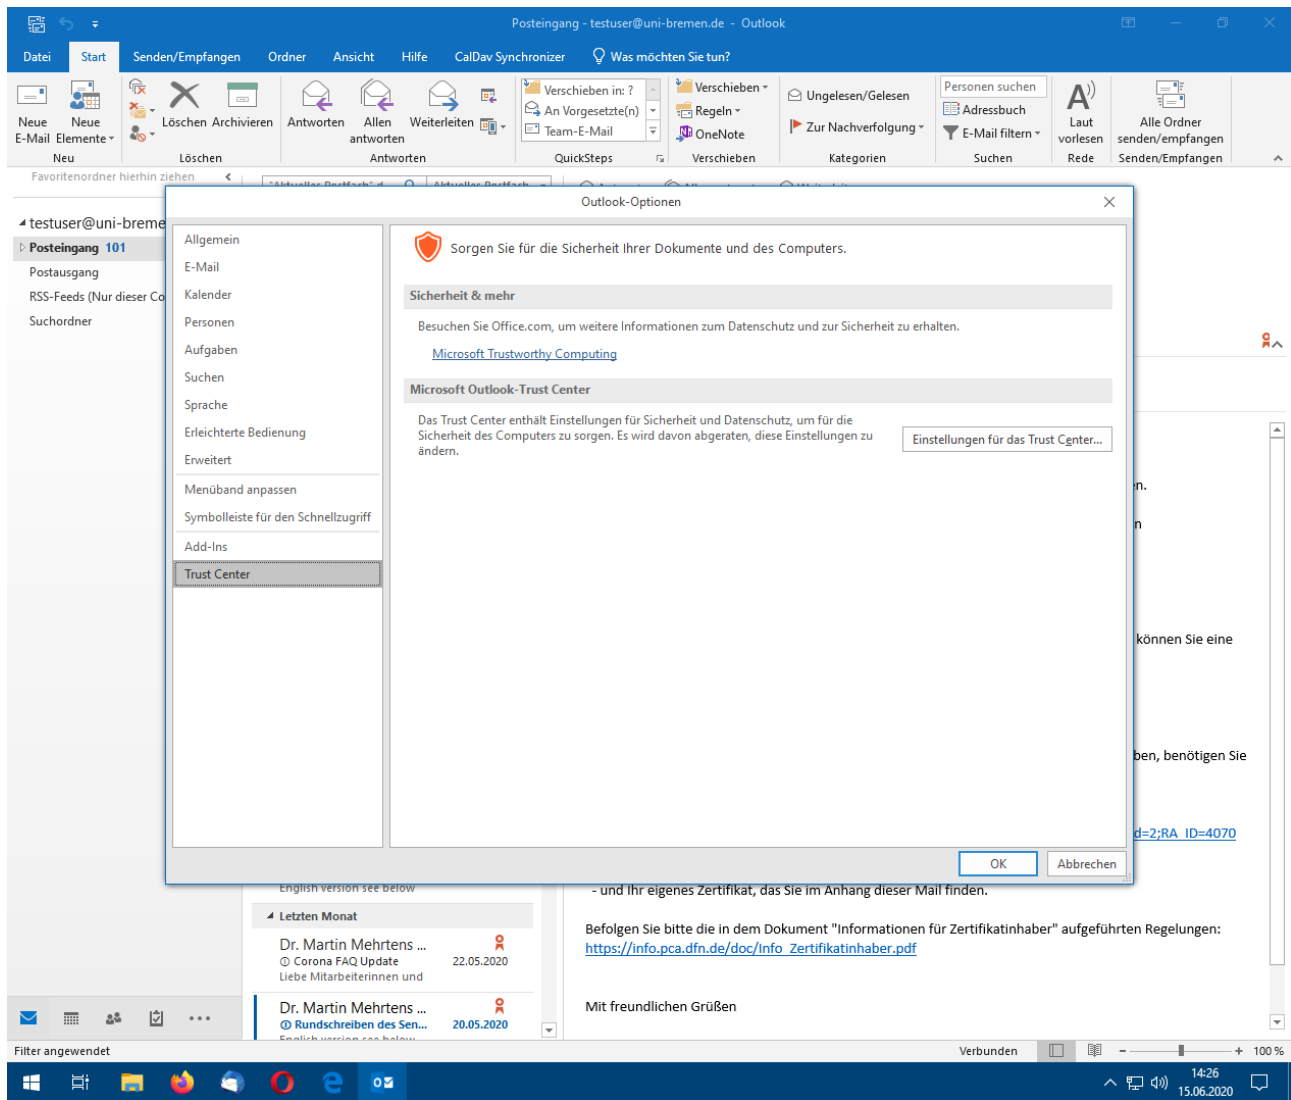 Posteingang - testuser@uni-bremen.de - Outlook
Datei Start Senden/Empfangen Ordner Ansicht Hilfe CalDav Synchronizer Was möchten Sie tun?
Neue E-Mail
Neue Elemente
Löschen Archivieren
Antworten
Allen antworten
Weiterleiten
Verschieben in: ?
An Vorgesetzte(n)
Team-E-Mail
Verschieben
Regeln
OneNote
Ungelesen/Gelesen
Zur Nachverfolgung
Personen suchen
Adressbuch
E-Mail filtern
Laut vorlesen
Alle Ordner senden/empfangen
Neu Löschen Antworten QuickSteps Verschieben Kategorien Suchen Rede Senden/Empfangen
Favoritenordner hierhin ziehen
testuser@uni-breme
Posteingang 101
Postausgang
RSS-Feeds (Nur dieser Co
Suchordner
Outlook-Optionen
Allgemein
E-Mail
Kalender
Personen
Aufgaben
Suchen
Sprache
Erleichterte Bedienung
Erweitert
Menüband anpassen
Symbolleiste für den Schnellzugriff
Add-Ins
Trust Center
Sorgen Sie für die Sicherheit Ihrer Dokumente und des Computers.
Sicherheit & mehr
Besuchen Sie Office.com, um weitere Informationen zum Datenschutz und zur Sicherheit zu erhalten.
Microsoft Trustworthy Computing
Microsoft Outlook-Trust Center
Das Trust Center enthält Einstellungen für Sicherheit und Datenschutz, um für die
Sicherheit des Computers zu sorgen. Es wird davon abgeraten, diese Einstellungen zu
ändern.
Einstellungen für das Trust Center...
OK Abbrechen
en.
n
können Sie eine
ben, benötigen Sie
d=2;RA_ID=4070
English version see below
- und Ihr eigenes Zertifikat, das Sie im Anhang dieser Mail finden.
Letzten Monat
Dr. Martin Mehrtens ...
Corona FAQ Update 22.05.2020
Liebe Mitarbeiterinnen und
Dr. Martin Mehrtens ...
Rundschreiben des Sen... 20.05.2020
English version see below
Befolgen Sie bitte die in dem Dokument "Informationen für Zertifikatinhaber" aufgeführten Regelungen:
https://info.pca.dfn.de/doc/Info_Zertifikatinhaber.pdf
Mit freundlichen Grüßen
Filter angewendet
Verbunden
100 %
14:26
15.06.2020